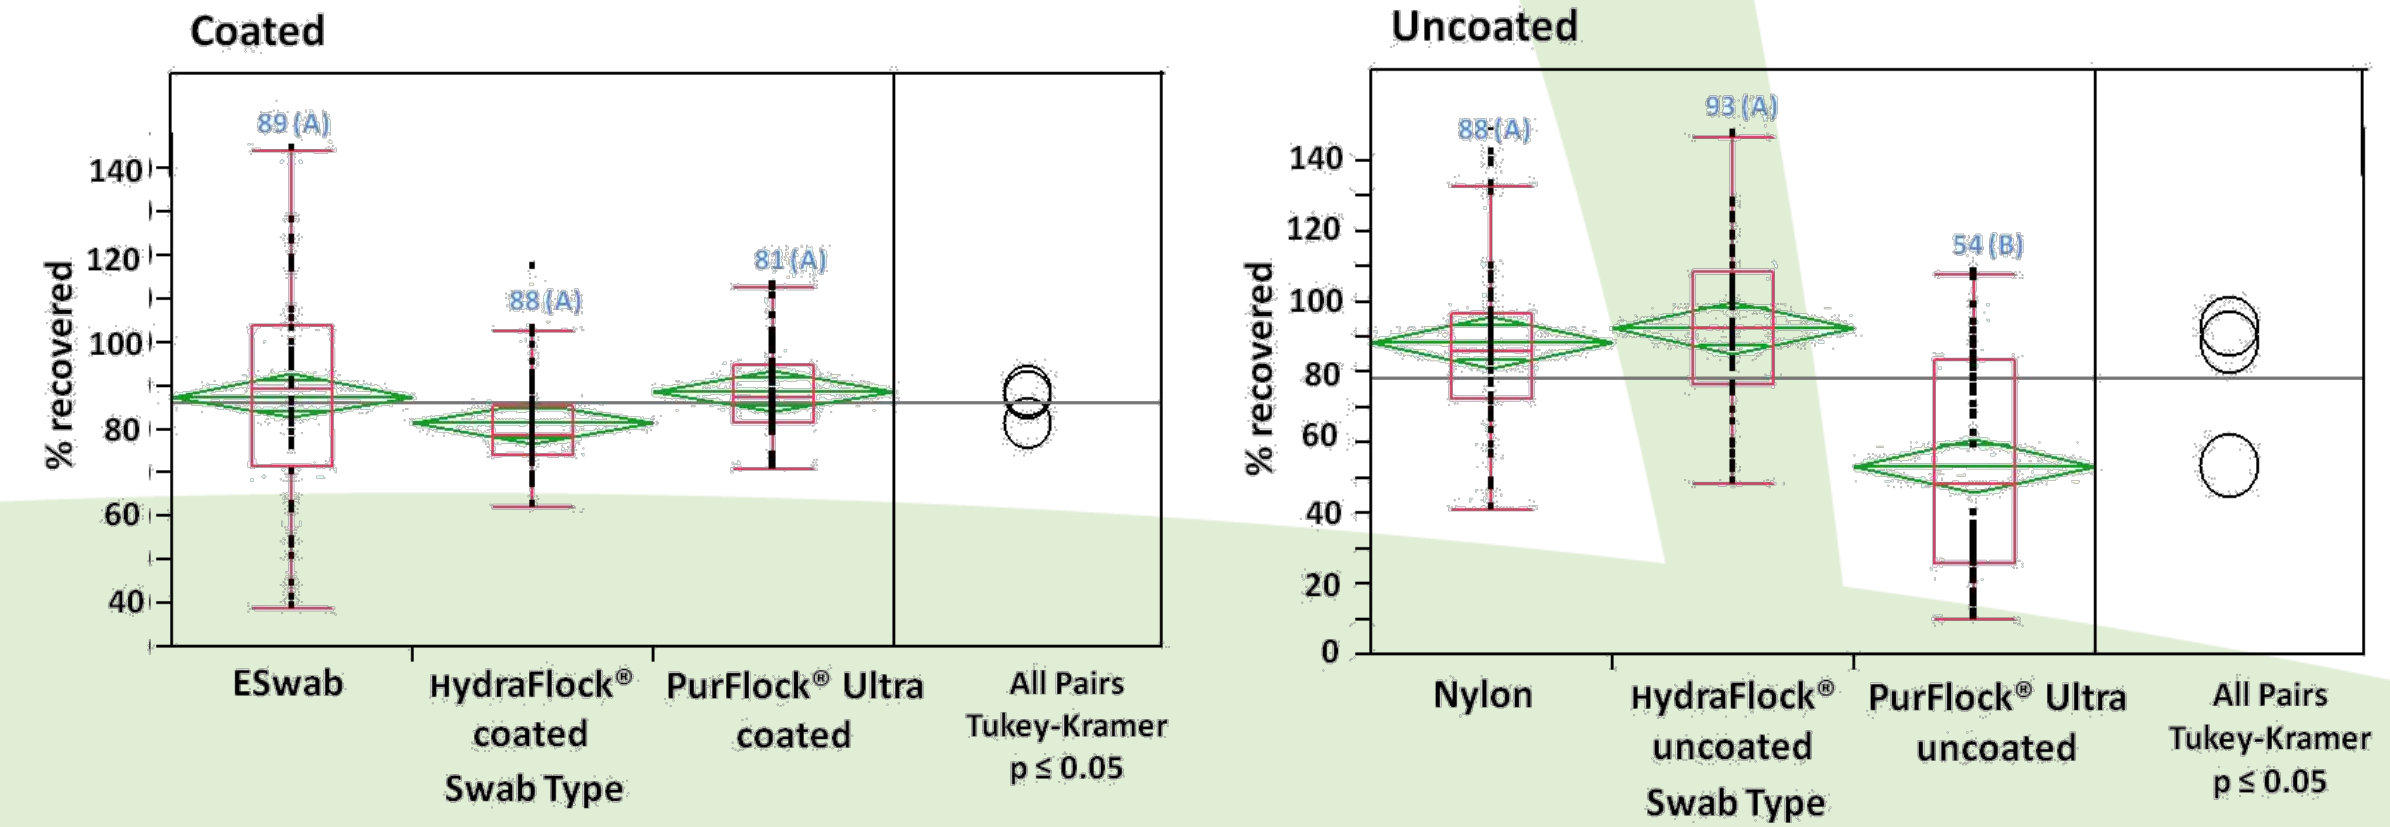 Coated
89 (A)
88 (A)
81 (A)
140
120
100
80
60
40
% recovered
ESwab
HydraFlock®
coated
PurFlock® Ultra
coated
All Pairs
Tukey-Kramer
p ≤ 0.05
Swab Type
Uncoated
88 (A)
93 (A)
54 (B)
140
120
100
80
60
40
20
0
% recovered
Nylon
HydraFlock®
uncoated
PurFlock® Ultra
uncoated
All Pairs
Tukey-Kramer
p ≤ 0.05
Swab Type